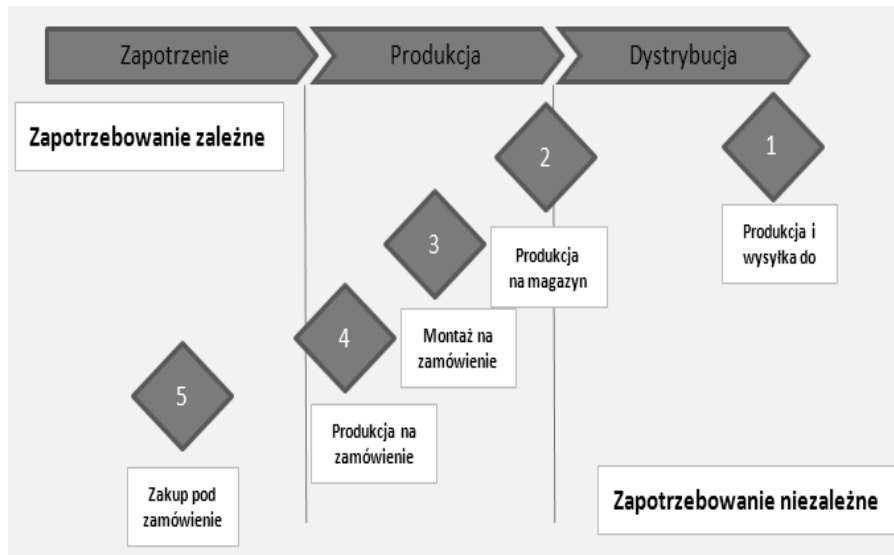 Zapotrzenie
Produkcja
Dystrybucja
Zapotrzebowanie zależne
1
2
Produkcja i
wysyłka do
3
Produkcja
na magazyn
4
Montaż na
zamówienie
5
Produkcja na
zamówienie
Zakup pod
zamówienie
Zapotrzebowanie niezależne